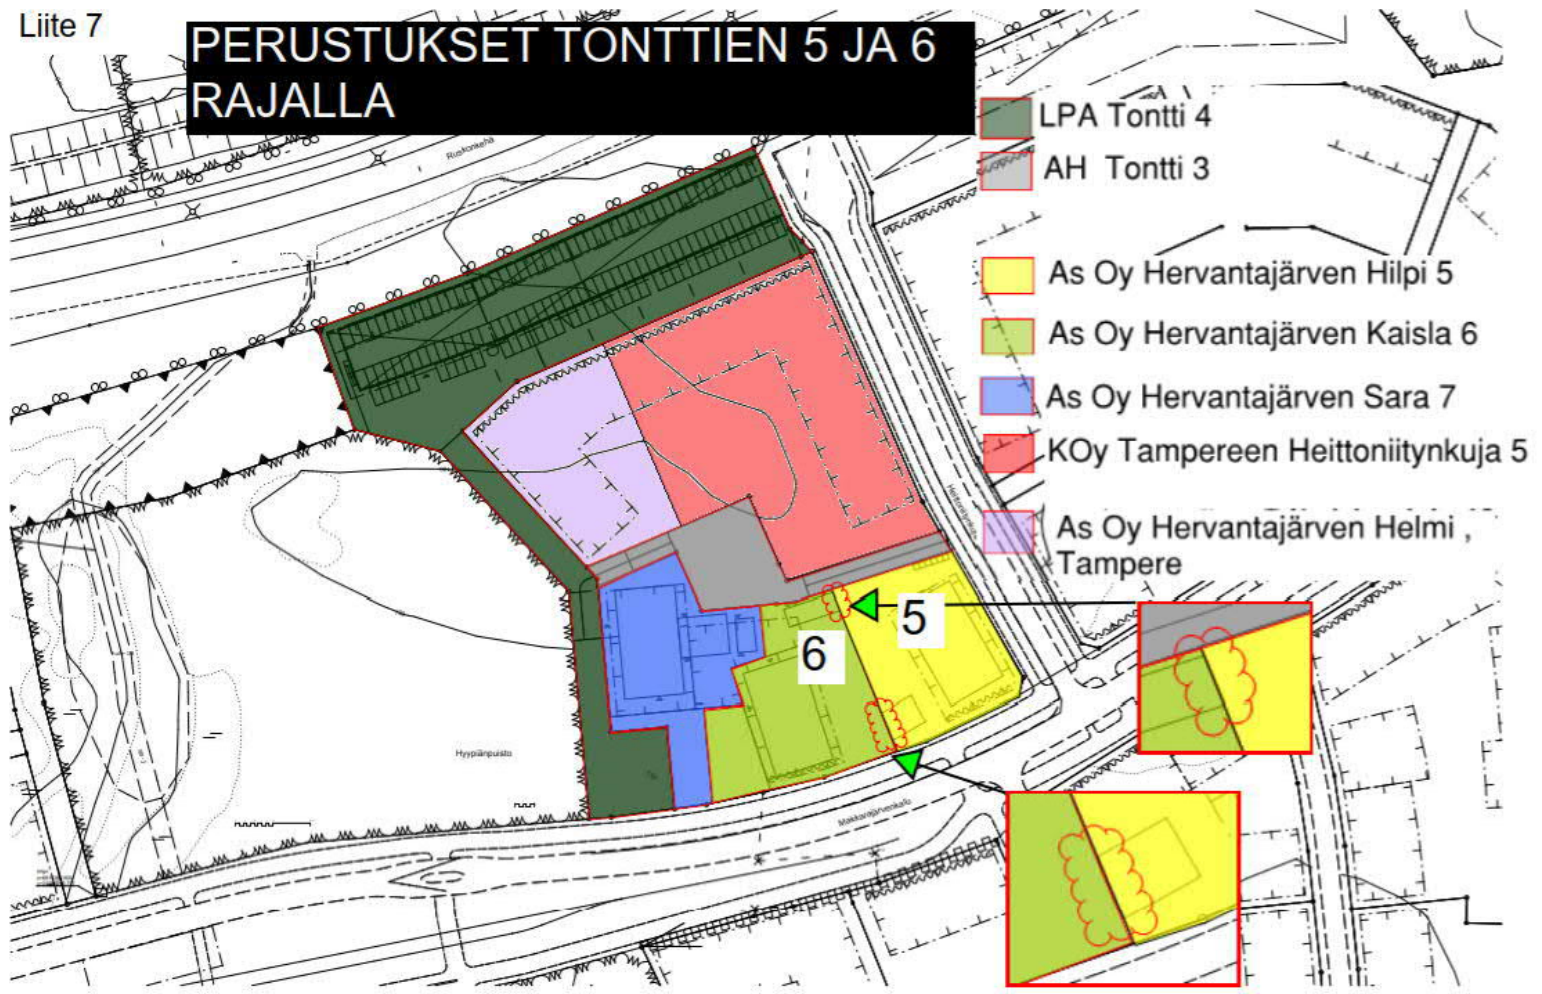 Liite 7
PERUSTUKSET TONTTIEN 5 JA 6
RAJALLA
Ruskonkehä
LPA Tontti 4
AH Tontti 3
As Oy Hervantajärven Hilpi 5
As Oy Hervantajärven Kaisla 6
As Oy Hervantajärven Sara 7
KOy Tampereen Heittoniitynkuja 5
As Oy Hervantajärven Helmi ,
Tampere
5
6
Hyypiänpuisto
Makkarajärvenkatu